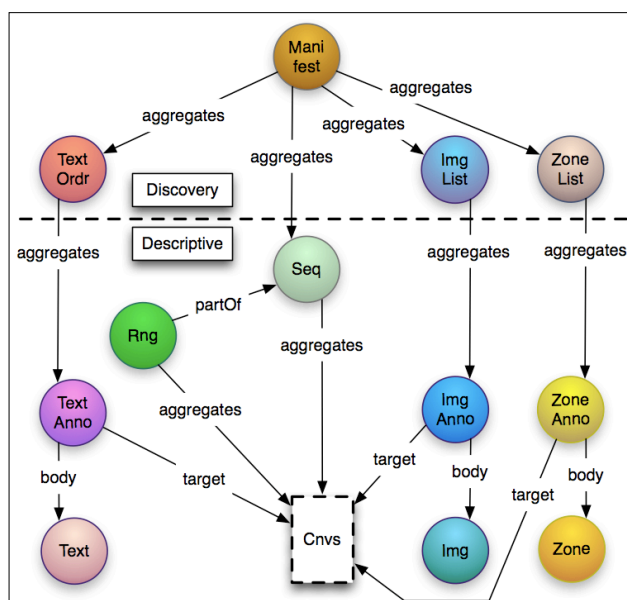 Mani
fest
aggregates
aggregates
aggregates
aggregates
Text
Ordr
Img
List
Zone
List
Discovery
Descriptive
aggregates
aggregates
aggregates
Seq
partOf
Rng
aggregates
aggregates
Text
Anno
Img
Anno
Zone
Anno
body
target
target
body
target
body
Text
Cnvs
Img
Zone